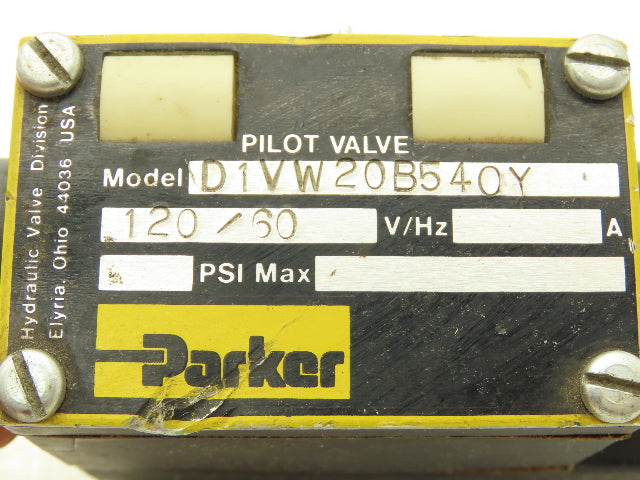 Hydraulic Valve Division
Elyria, Ohio 44036 USA
PILOT VALVE
Model D1VW20B540Y
120/60 V/Hz A
PSI Max
Parker